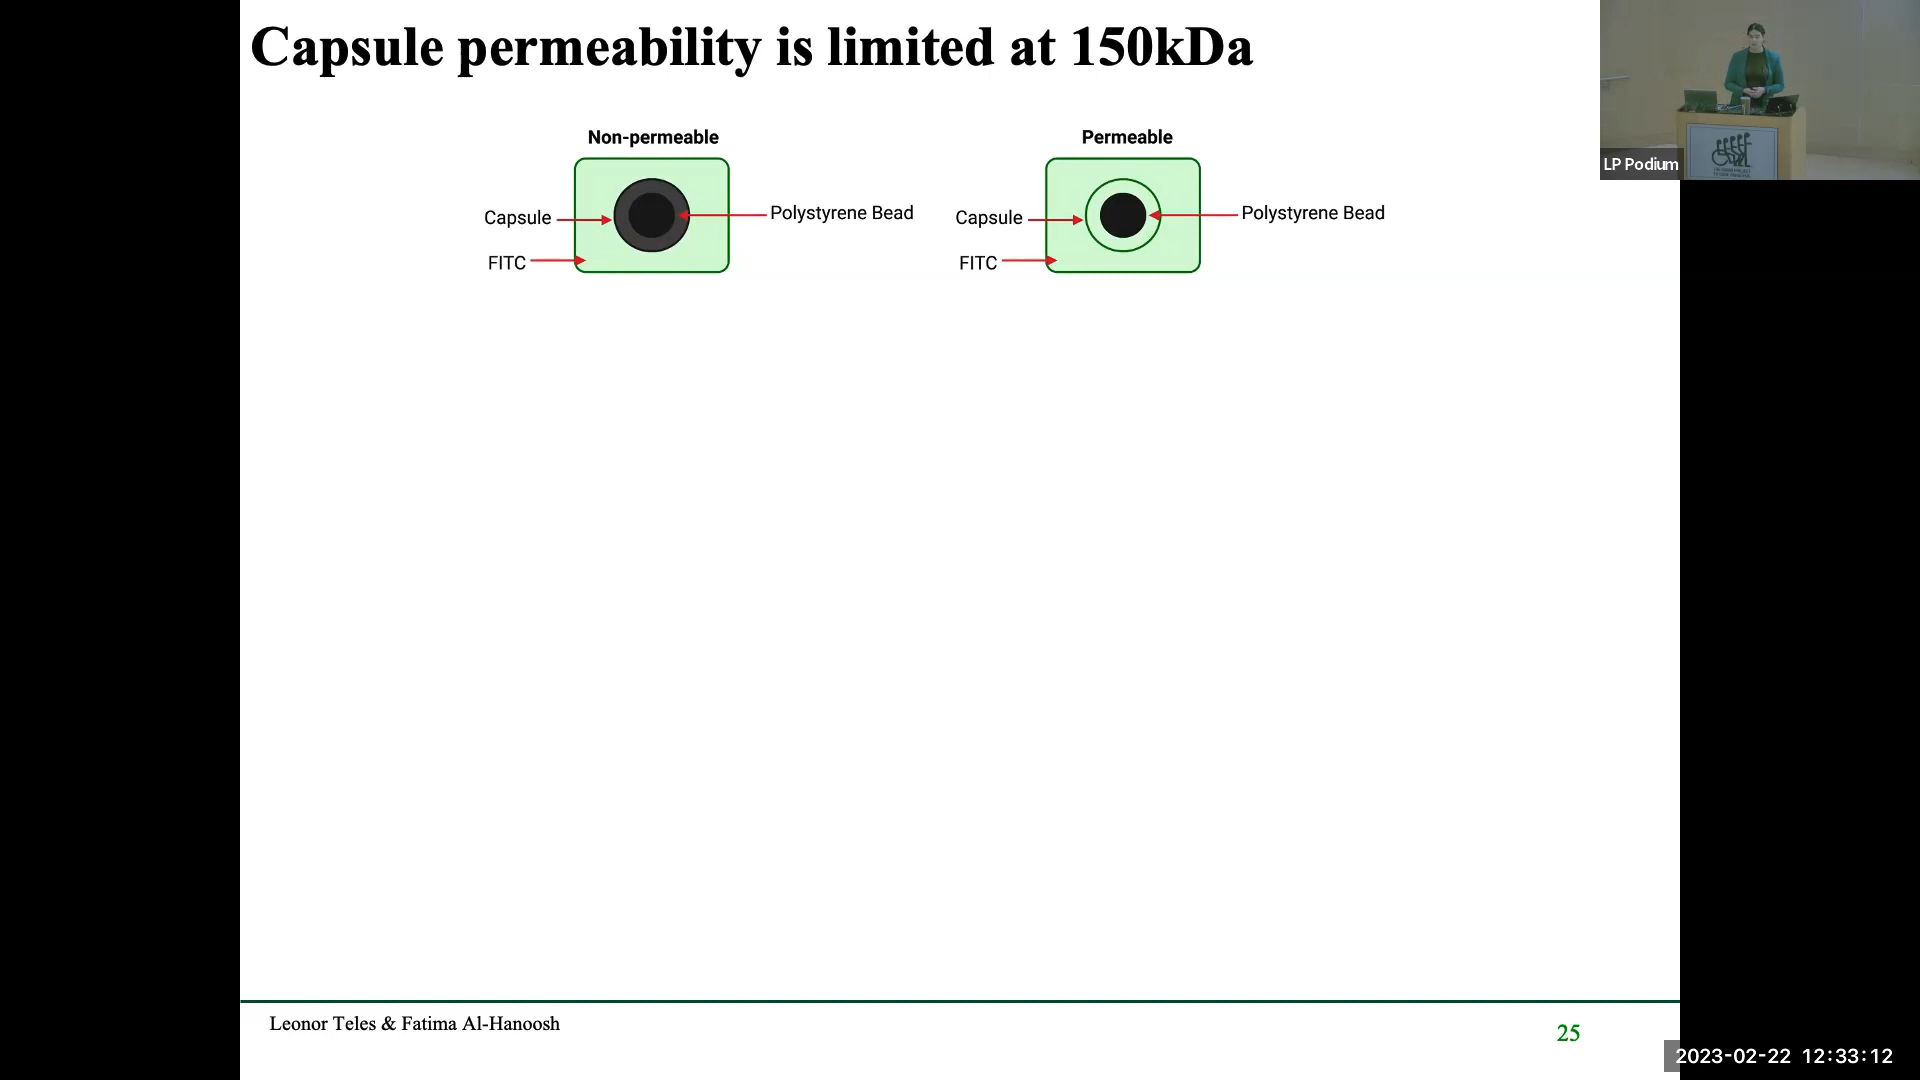 Capsule permeability is limited at 150kDa
Non-permeable
Permeable
Capsule
Polystyrene Bead
Capsule
Polystyrene Bead
FITC
FITC
LP Podium
Leonor Teles & Fatima Al-Hanoosh
25
2023-02-22 12:33:12